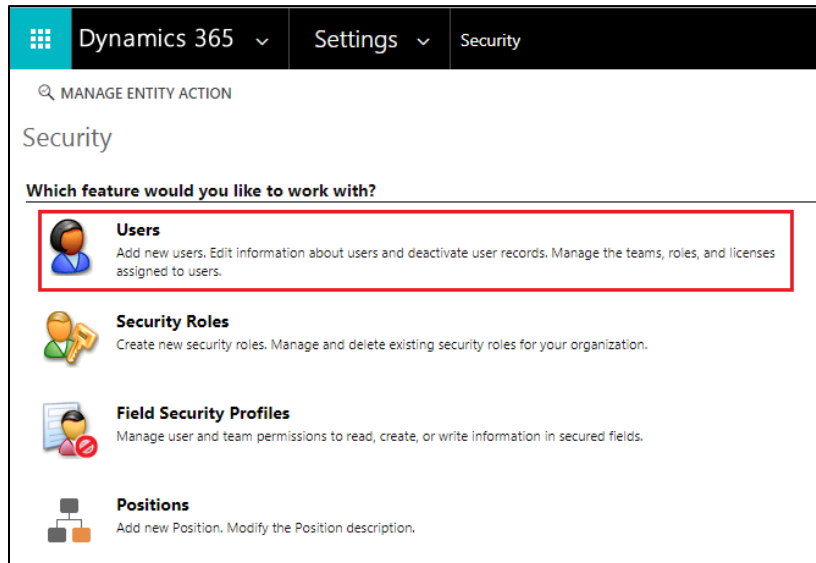 Dynamics 365 Settings Security
MANAGE ENTITY ACTION
Security
Which feature would you like to work with?
Users
Add new users. Edit information about users and deactivate user records. Manage the teams, roles, and licenses
assigned to users.
Security Roles
Create new security roles. Manage and delete existing security roles for your organization.
Field Security Profiles
Manage user and team permissions to read, create, or write information in secured fields.
Positions
Add new Position. Modify the Position description.